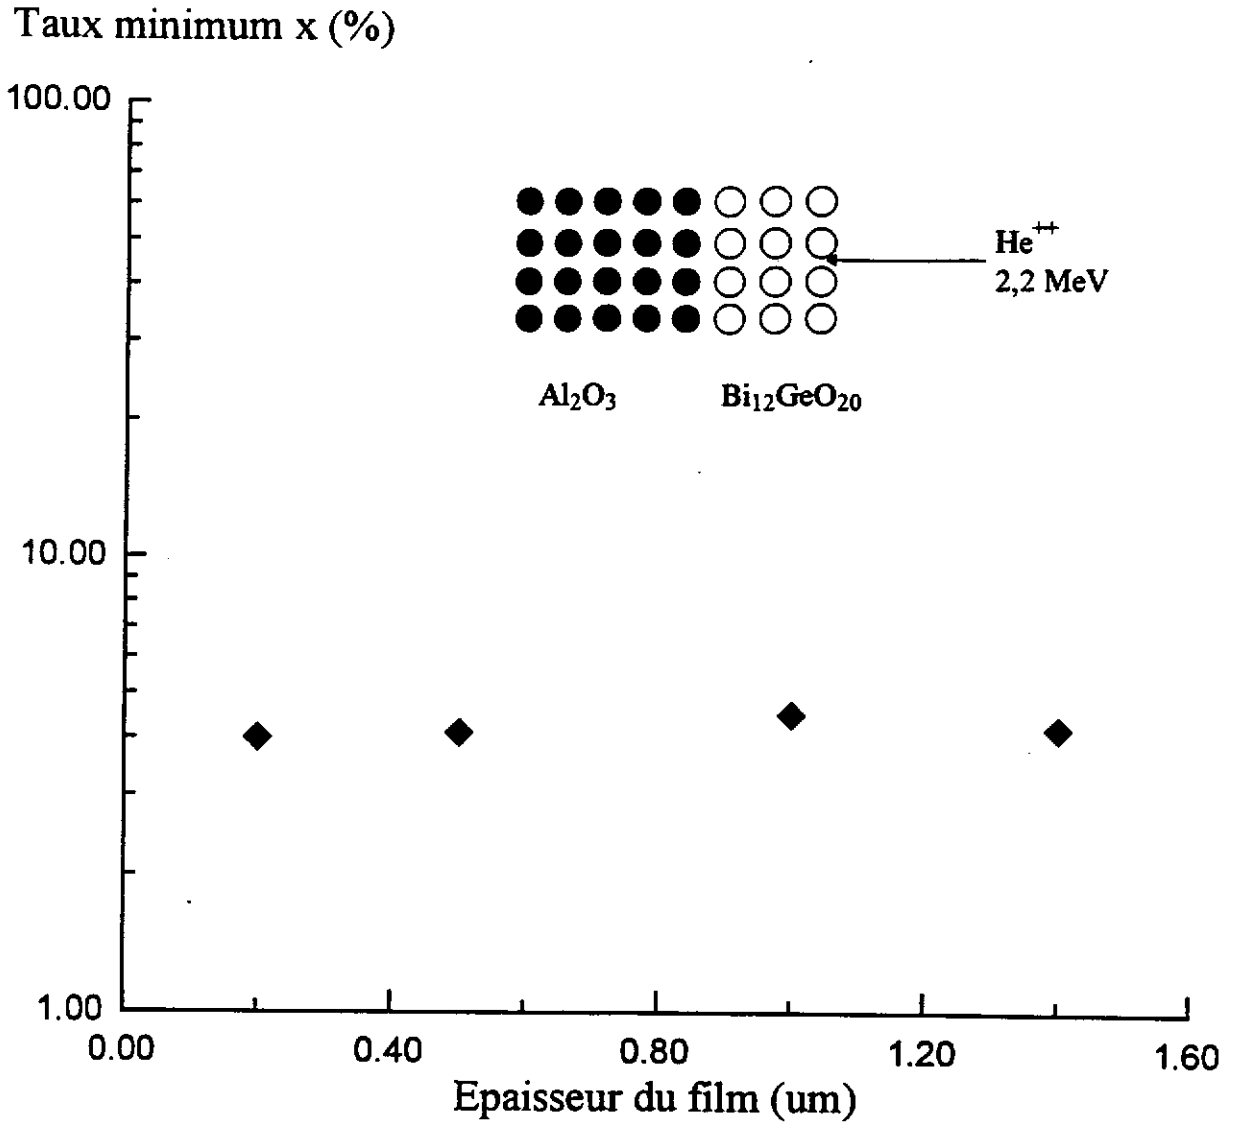 Taux minimum x (%)
100.00
He⁺⁺
2,2 MeV
Al₂O₃ Bi₁₂GeO₂₀
10.00
1.00
0.00 0.40 0.80 1.20 1.60
Epaisseur du film (um)